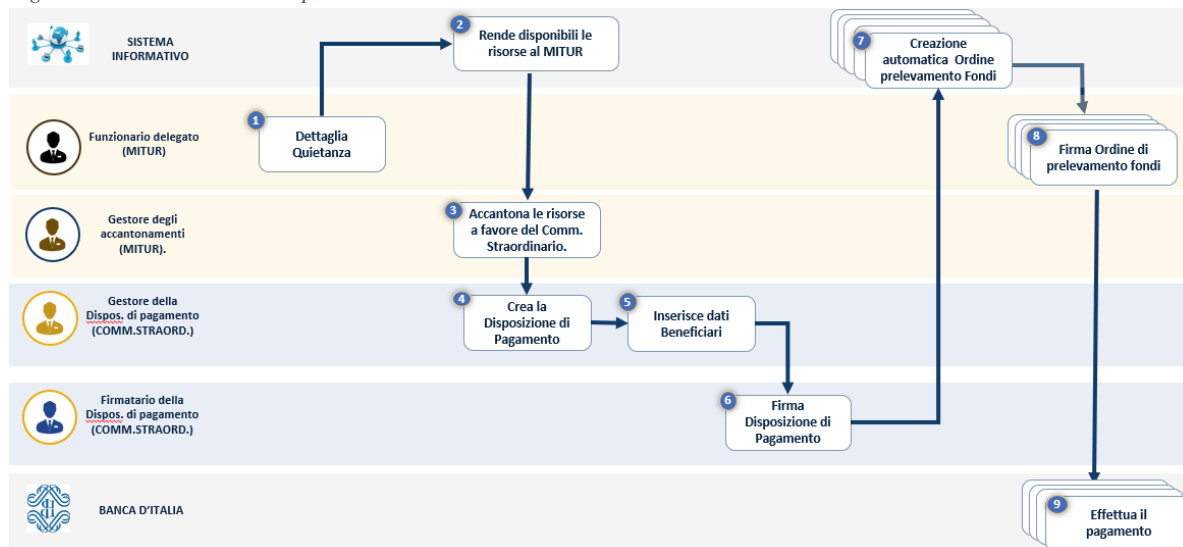 SISTEMA
INFORMATIVO
2
Rende disponibili le
risorse al MITUR
7
Creazione
automatica Ordine
prelevamento Fondi
Funzionario delegato
(MITUR)
1
Dettaglia
Quietanza
8
Firma Ordine di
prelevamento fondi
Gestore degli
accantonamenti
(MITUR).
3
Accantona le risorse
a favore del Comm.
Straordinario.
Gestore della
Dispos. di pagamento
(COMM.STRAORD.)
4
Crea la
Disposizione di
Pagamento
5
Inserisce dati
Beneficiari
Firmatario della
Dispos. di pagamento
(COMM.STRAORD.)
6
Firma
Disposizione di
Pagamento
BANCA D'ITALIA
9
Effettua il
pagamento